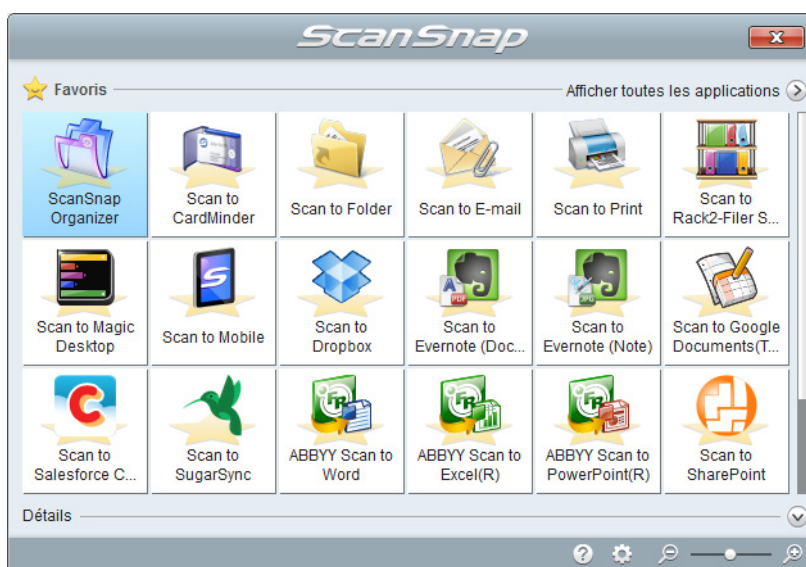 ScanSnap
Favoris
Afficher toutes les applications
ScanSnap
Organizer
Scan to
CardMinder
Scan to Folder
Scan to E-mail
Scan to Print
Scan to
Rack2-Filer S...
Scan to Magic
Desktop
Scan to Mobile
Scan to
Dropbox
Scan to
Evernote (Doc...
Scan to
Evernote (Note)
Scan to Google
Documents(T...
Scan to
Salesforce C...
Scan to
SugarSync
ABBYY Scan to
Word
ABBYY Scan to
Excel(R)
ABBYY Scan to
PowerPoint(R)
Scan to
SharePoint
Détails